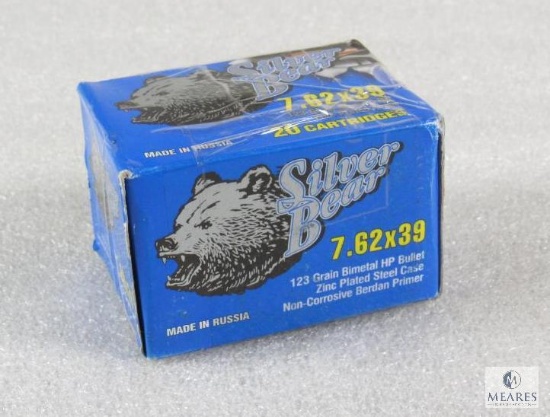 Silver
Bear
7.62x39
20 CARTRIDGES
MADE IN RUSSIA
Silver
Bear
7.62x39
123 Grain Bimetal HP Bullet
Zinc Plated Steel Case
Non-Corrosive Berdan Primer
MADE IN RUSSIA
MEARES